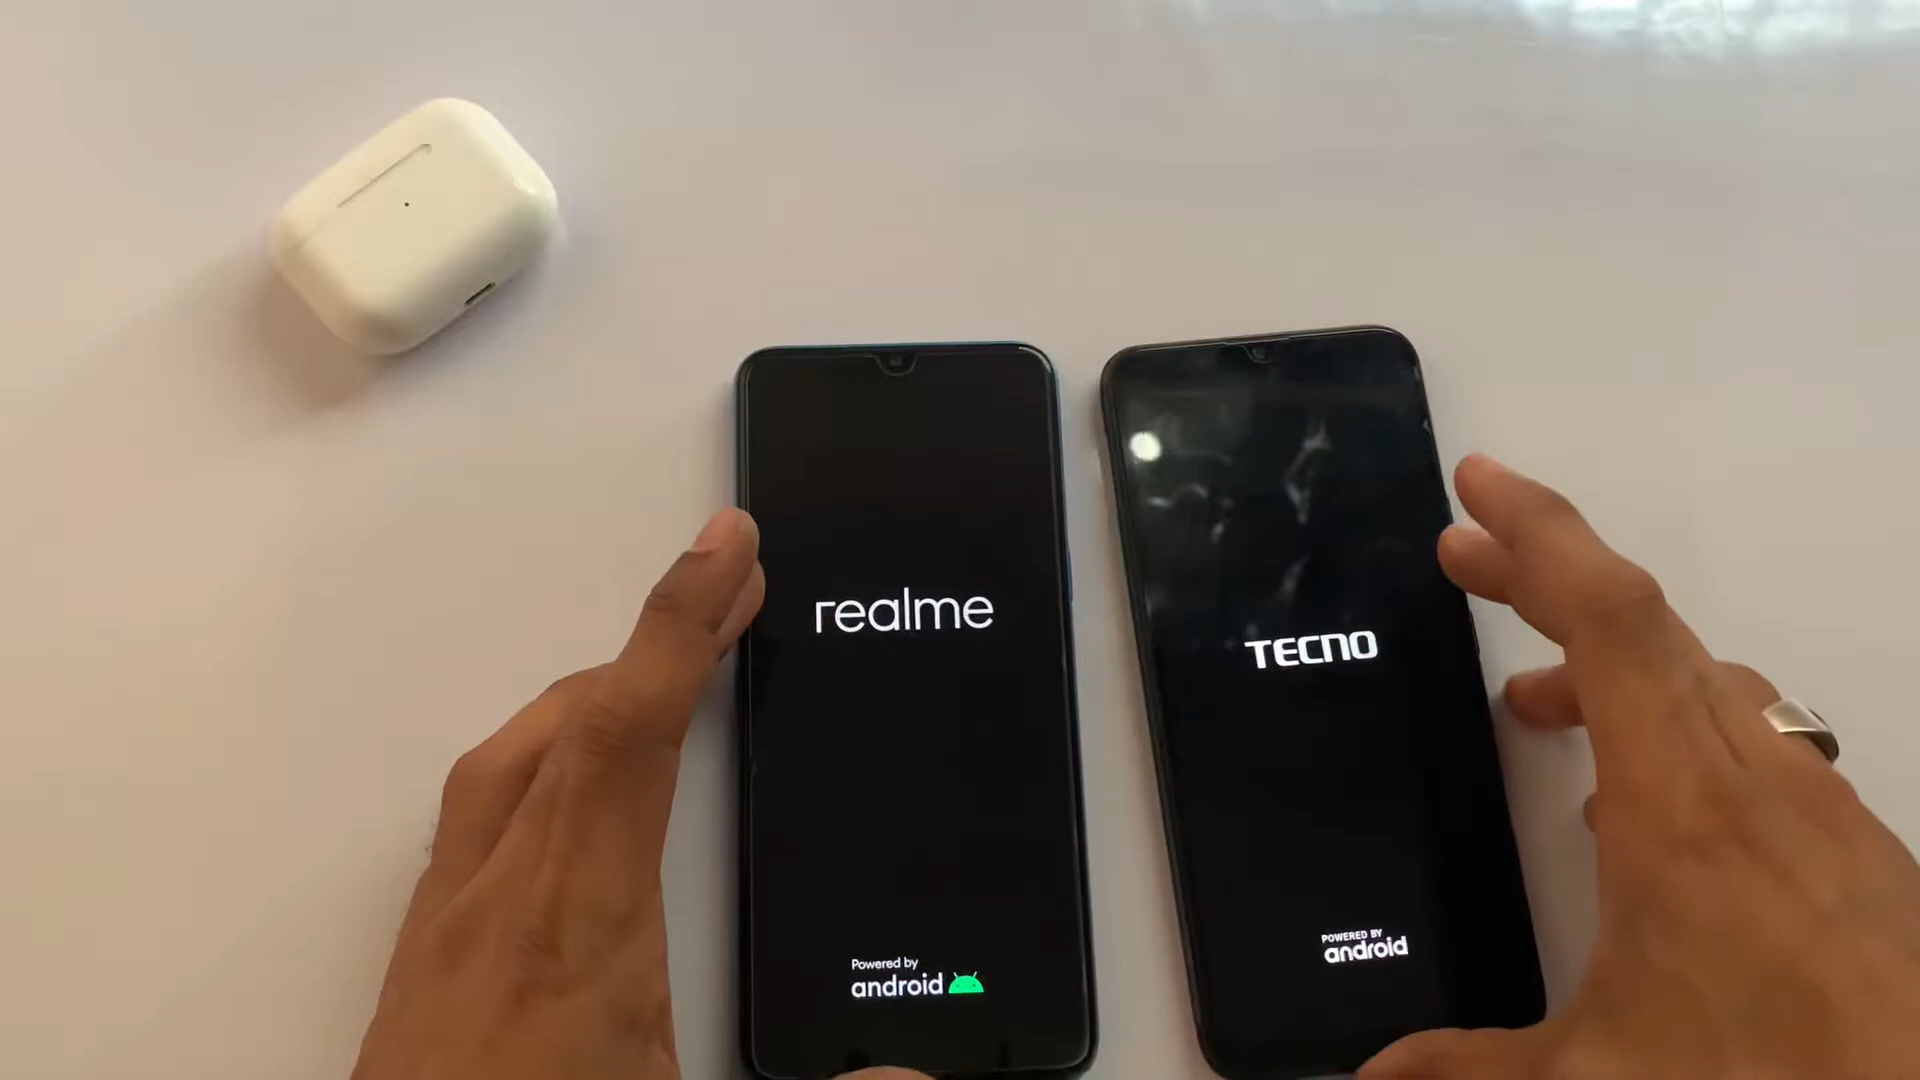 realme
Powered by
android
TECNO
POWERED BY
android